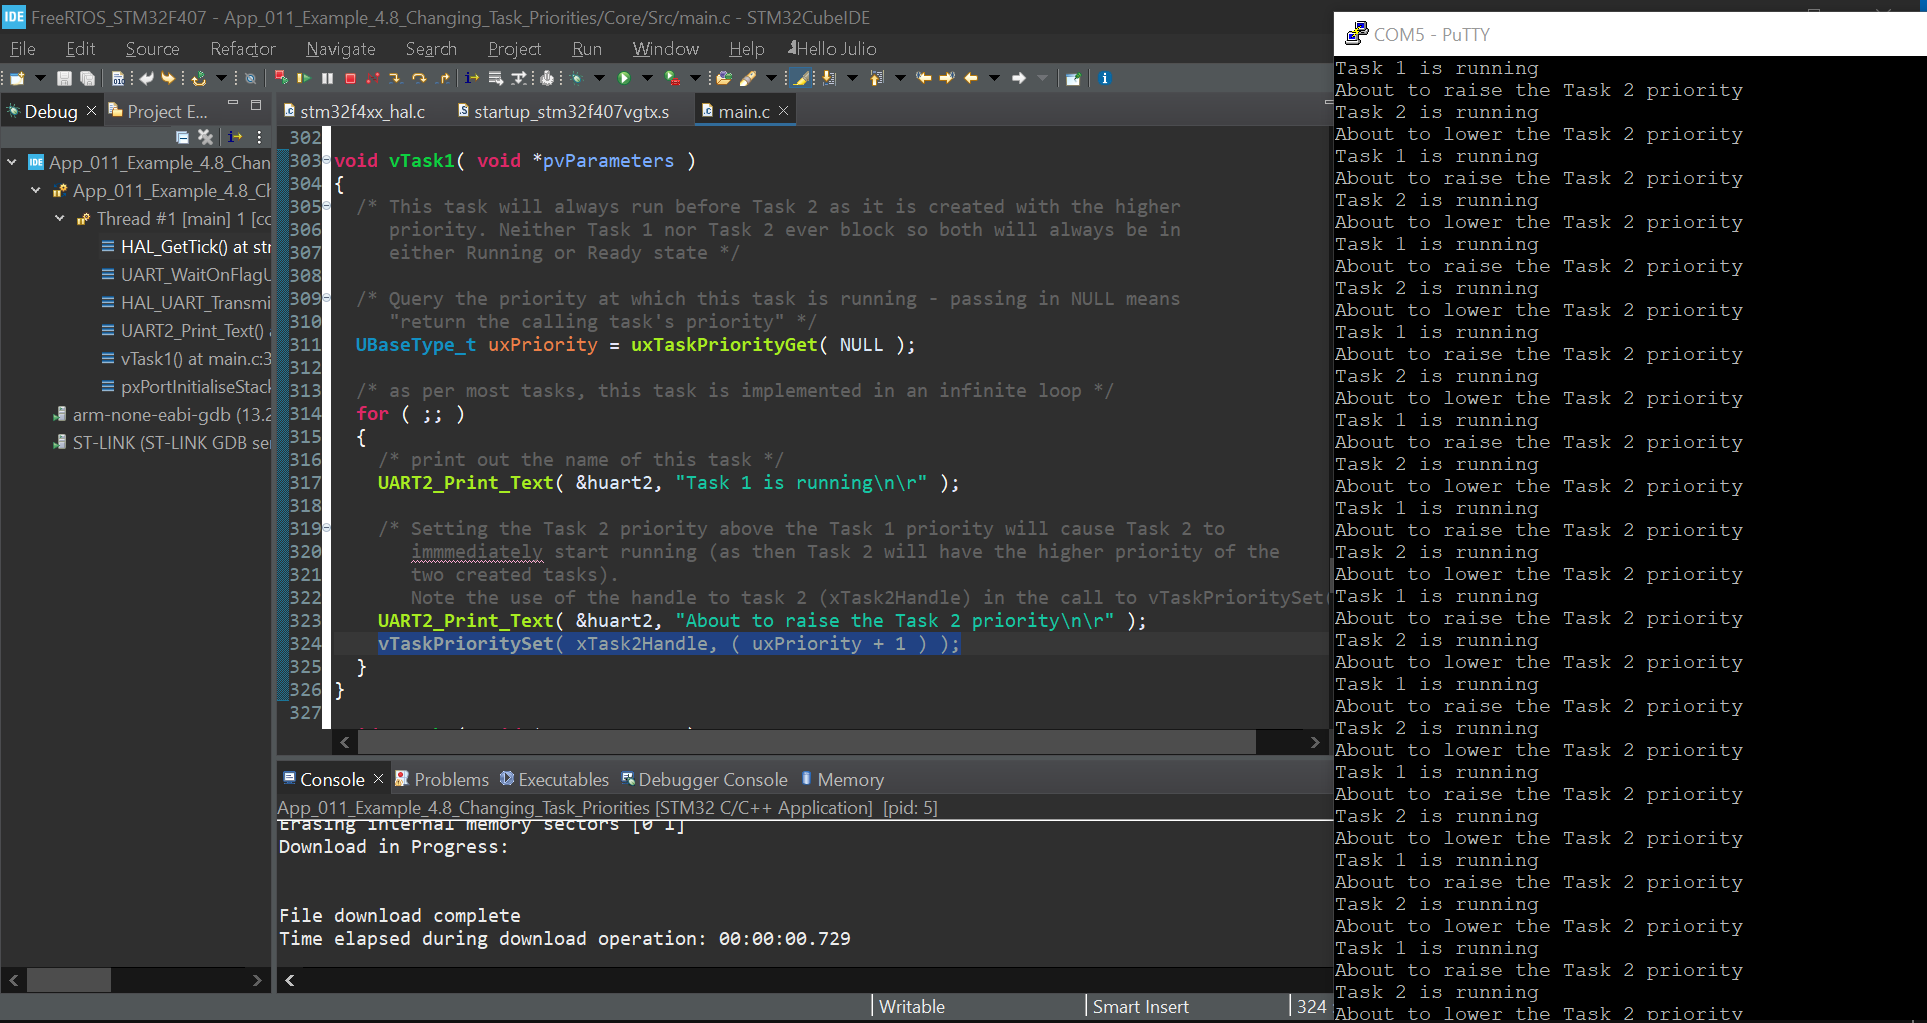 IDE FreeRTOS_STM32F407 - App_011_Example_4.8_Changing_Task_Priorities/Core/Src/main.c - STM32CubeIDE
File Edit Source Refactor Navigate Search Project Run Window Help Hello Julio
Debug Project E...
App_011_Example_4.8_Chan
App_011_Example_4.8_Ch
Thread #1 [main] 1 [co
HAL_GetTick() at str
UART_WaitOnFlagU
HAL_UART_Transmi
UART2_Print_Text()
vTask1() at main.c:3
pxPortInitialiseStack
arm-none-eabi-gdb (13.2
ST-LINK (ST-LINK GDB se
stm32f4xx_hal.c startup_stm32f407vgtx.s main.c
302
303 void vTask1( void *pvParameters )
304 {
305 /* This task will always run before Task 2 as it is created with the higher
306 priority. Neither Task 1 nor Task 2 ever block so both will always be in
307 either Running or Ready state */
308
309 /* Query the priority at which this task is running - passing in NULL means
310 "return the calling task's priority" */
311 UBaseType_t uxPriority = uxTaskPriorityGet( NULL );
312
313 /* as per most tasks, this task is implemented in an infinite loop */
314 for ( ;; )
315 {
316 /* print out the name of this task */
317 UART2_Print_Text( &huart2, "Task 1 is running\n\r" );
318
319 /* Setting the Task 2 priority above the Task 1 priority will cause Task 2 to
320 immmediately start running (as then Task 2 will have the higher priority of the
321 two created tasks).
322 Note the use of the handle to task 2 (xTask2Handle) in the call to vTaskPrioritySet(
323 UART2_Print_Text( &huart2, "About to raise the Task 2 priority\n\r" );
324 vTaskPrioritySet( xTask2Handle, ( uxPriority + 1 ) );
325 }
326 }
327
Console Problems Executables Debugger Console Memory
App_011_Example_4.8_Changing_Task_Priorities [STM32 C/C++ Application] [pid: 5]
Erasing internal memory sectors [0 1]
Download in Progress:
File download complete
Time elapsed during download operation: 00:00:00.729
Writable Smart Insert 324
COM5 - PuTTY
Task 1 is running
About to raise the Task 2 priority
Task 2 is running
About to lower the Task 2 priority
Task 1 is running
About to raise the Task 2 priority
Task 2 is running
About to lower the Task 2 priority
Task 1 is running
About to raise the Task 2 priority
Task 2 is running
About to lower the Task 2 priority
Task 1 is running
About to raise the Task 2 priority
Task 2 is running
About to lower the Task 2 priority
Task 1 is running
About to raise the Task 2 priority
Task 2 is running
About to lower the Task 2 priority
Task 1 is running
About to raise the Task 2 priority
Task 2 is running
About to lower the Task 2 priority
Task 1 is running
About to raise the Task 2 priority
Task 2 is running
About to lower the Task 2 priority
Task 1 is running
About to raise the Task 2 priority
Task 2 is running
About to lower the Task 2 priority
Task 1 is running
About to raise the Task 2 priority
Task 2 is running
About to lower the Task 2 priority
Task 1 is running
About to raise the Task 2 priority
Task 2 is running
About to lower the Task 2 priority
Task 1 is running
About to raise the Task 2 priority
Task 2 is running
About to lower the Task 2 priority